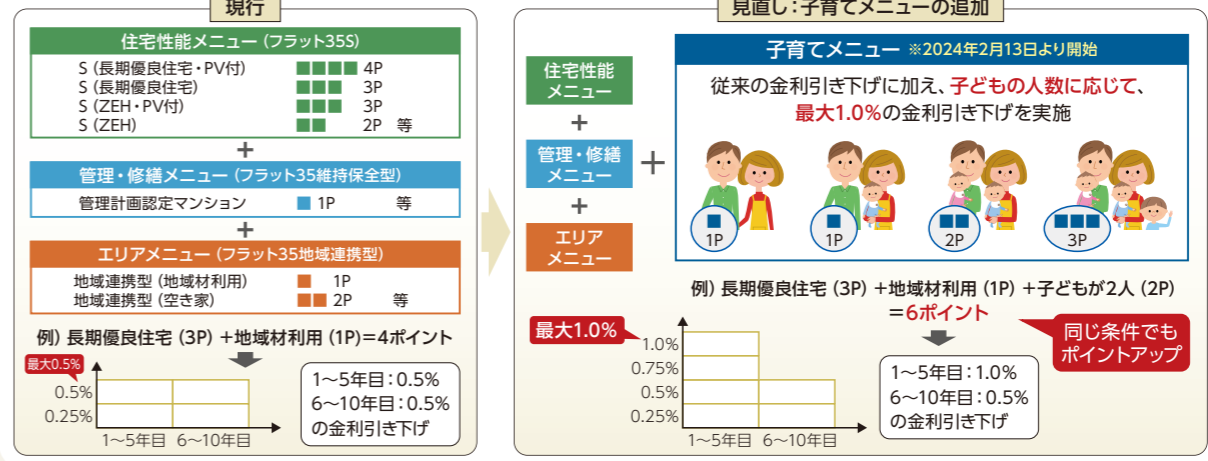 現行
住宅性能メニュー(フラット35S)
S(長期優良住宅・PV付) 4P
S(長期優良住宅) 3P
S(ZEH・PV付) 3P
S(ZEH) 2P 等
+
管理・修繕メニュー(フラット35維持保全型)
管理計画認定マンション 1P 等
+
エリアメニュー(フラット35地域連携型)
地域連携型(地域材利用) 1P
地域連携型(空き家) 2P 等
例)長期優良住宅(3P)+地域材利用(1P)=4ポイント
最大0.5%
0.5%
0.25%
1〜5年目 6〜10年目
1〜5年目:0.5%
6〜10年目:0.5%
の金利引き下げ
見直し:子育てメニューの追加
住宅性能
メニュー
+
管理・修繕
メニュー
+
エリア
メニュー
+
子育てメニュー ※2024年2月13日より開始
従来の金利引き下げに加え、子どもの人数に応じて、
最大1.0%の金利引き下げを実施
1P 1P 2P 3P
例)長期優良住宅(3P)+地域材利用(1P)+子どもが2人(2P)
=6ポイント
同じ条件でも
ポイントアップ
最大1.0%
1.0%
0.75%
0.5%
0.25%
1〜5年目 6〜10年目
1〜5年目:1.0%
6〜10年目:0.5%
の金利引き下げ